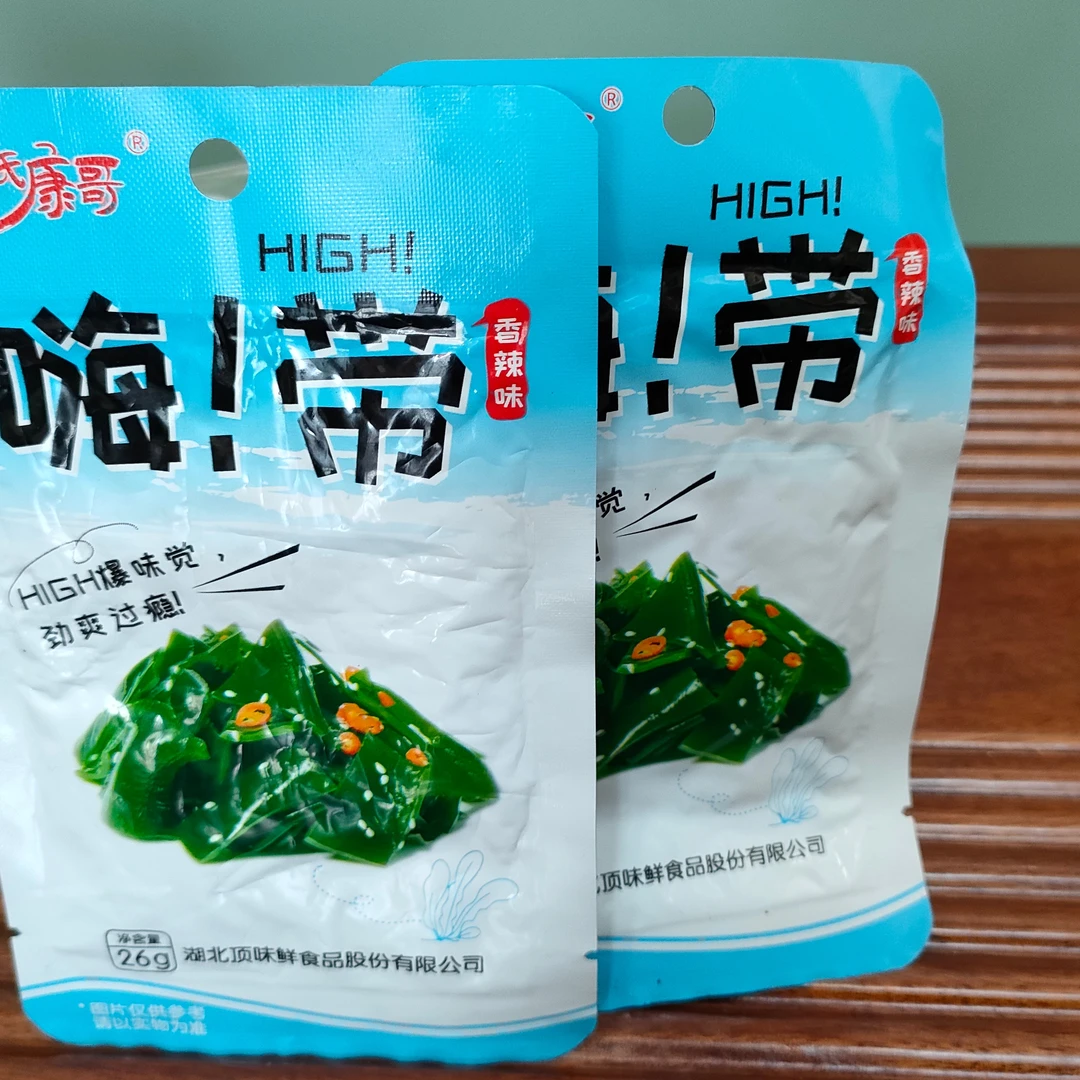 氏康哥®
HIGH!
嗨!带
香辣味
HIGH爆味觉,
劲爽过瘾!
净含量
26g
湖北顶味鲜食品股份有限公司
*图片仅供参考
请以实物为准
®
HIGH!
!带
香辣味
觉,
!
北顶味鲜食品股份有限公司